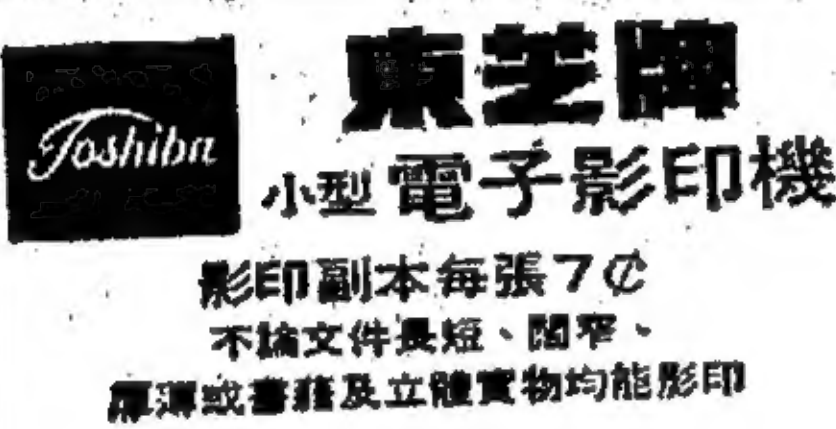 Toshiba
東芝牌
小型電子影印機
影印副本每張7¢
不論文件長短、闊窄、
厚薄或書籍及立體實物均能影印